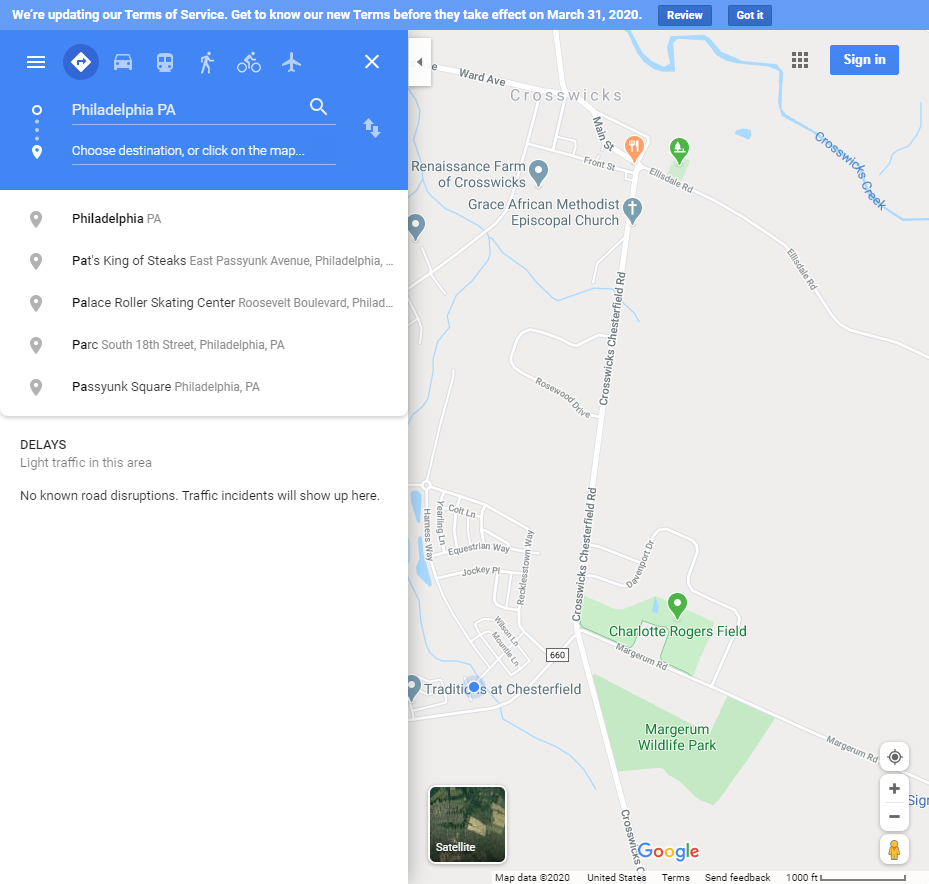 We're updating our Terms of Service. Get to know our new Terms before they take effect on March 31, 2020.
Review
Got it
Philadelphia PA
Choose destination, or click on the map...
Sign in
Philadelphia PA
Pat's King of Steaks East Passyunk Avenue, Philadelphia, ...
Palace Roller Skating Center Roosevelt Boulevard, Philad...
Parc South 18th Street, Philadelphia, PA
Passyunk Square Philadelphia, PA
DELAYS
Light traffic in this area
No known road disruptions. Traffic incidents will show up here.
e
Ward Ave
Crosswicks
Main St
Front St
Ellisdale Rd
Crosswicks Creek
Renaissance Farm
of Crosswicks
Grace African Methodist
Episcopal Church
Ellisdale Rd
Crosswicks Chesterfield Rd
Rosewood Drive
Crosswicks Chesterfield Rd
Colt Ln
Yearling Ln
Harness Way
Equestrian Way
Jockey Pl
Recklesstown Way
Davenport Dr
Wilson Ln
Mountie Ln
660
Charlotte Rogers Field
Margerum Rd
Traditions at Chesterfield
Margerum
Wildlife Park
Margerum Rd
Sign
Crosswicks C
Satellite
Google
Map data ©2020
United States
Terms
Send feedback
1000 ft